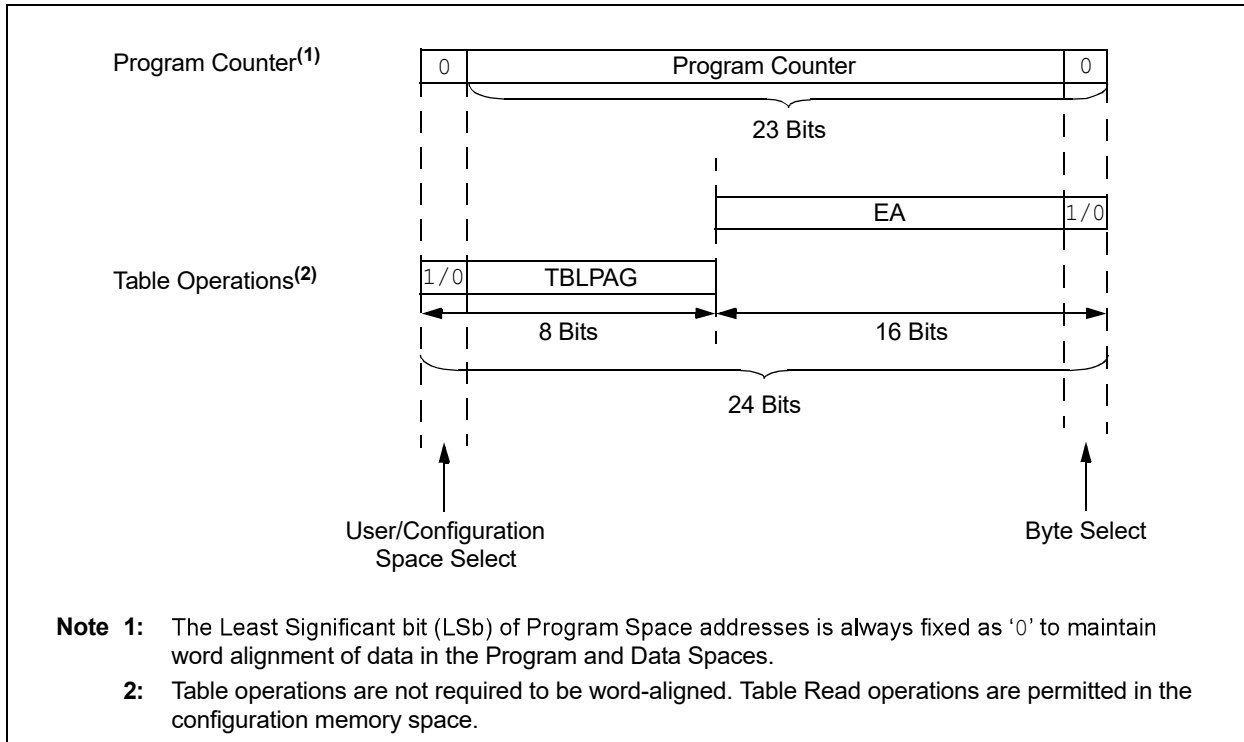 Program Counter(1)
0 Program Counter 0
23 Bits
EA 1/0
Table Operations(2)
1/0 TBLPAG
8 Bits 16 Bits
24 Bits
User/Configuration
Space Select
Byte Select
Note 1: The Least Significant bit (LSb) of Program Space addresses is always fixed as ‘0’ to maintain
word alignment of data in the Program and Data Spaces.
2: Table operations are not required to be word-aligned. Table Read operations are permitted in the
configuration memory space.